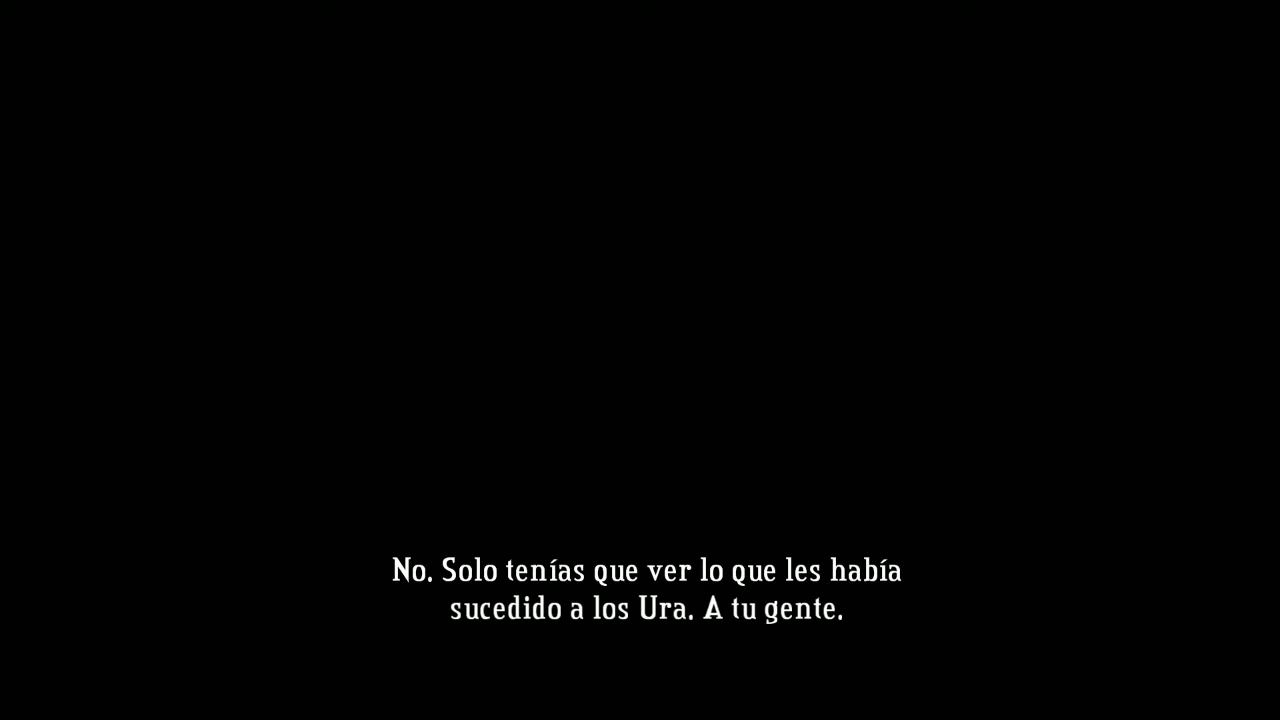 No. Solo tenías que ver lo que les había
sucedido a los Ura. A tu gente.